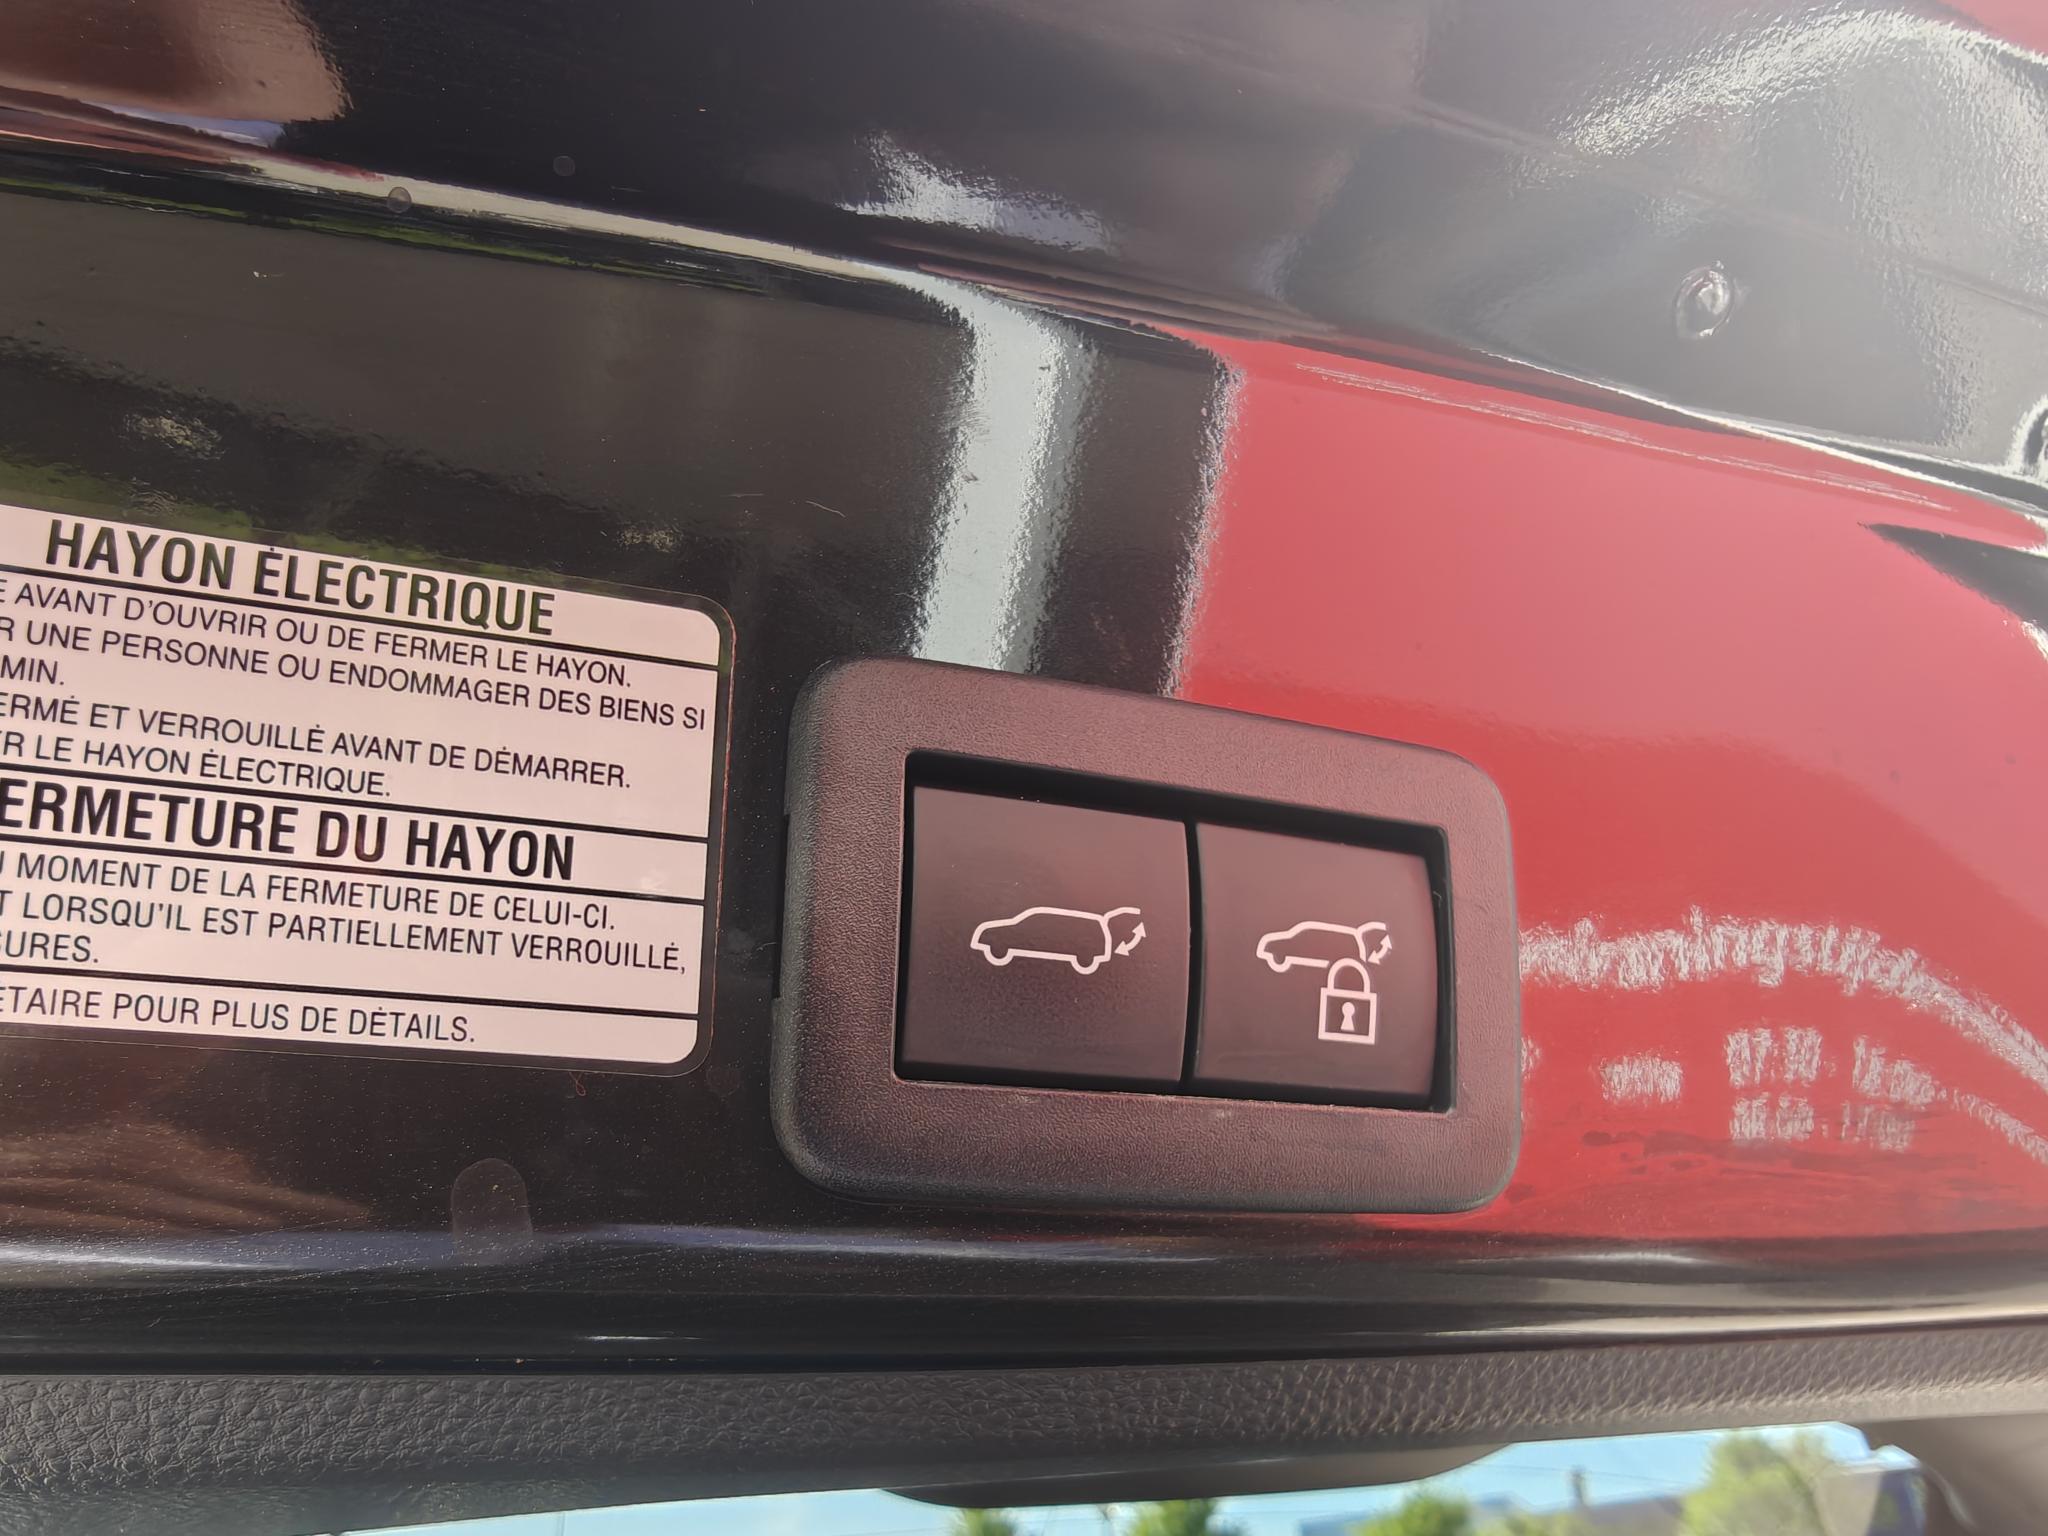 HAYON ÉLECTRIQUE
AVANT D'OUVRIR OU DE FERMER LE HAYON.
UNE PERSONNE OU ENDOMMAGER DES BIENS SI
ET VERROUILLÉ AVANT DE DÉMARRER.
LE HAYON ÉLECTRIQUE.
ERMETURE DU HAYON
MOMENT DE LA FERMETURE DE CELUI-CI.
LORSQU'IL EST PARTIELLEMENT VERROUILLÉ,
POUR PLUS DE DÉTAILS.